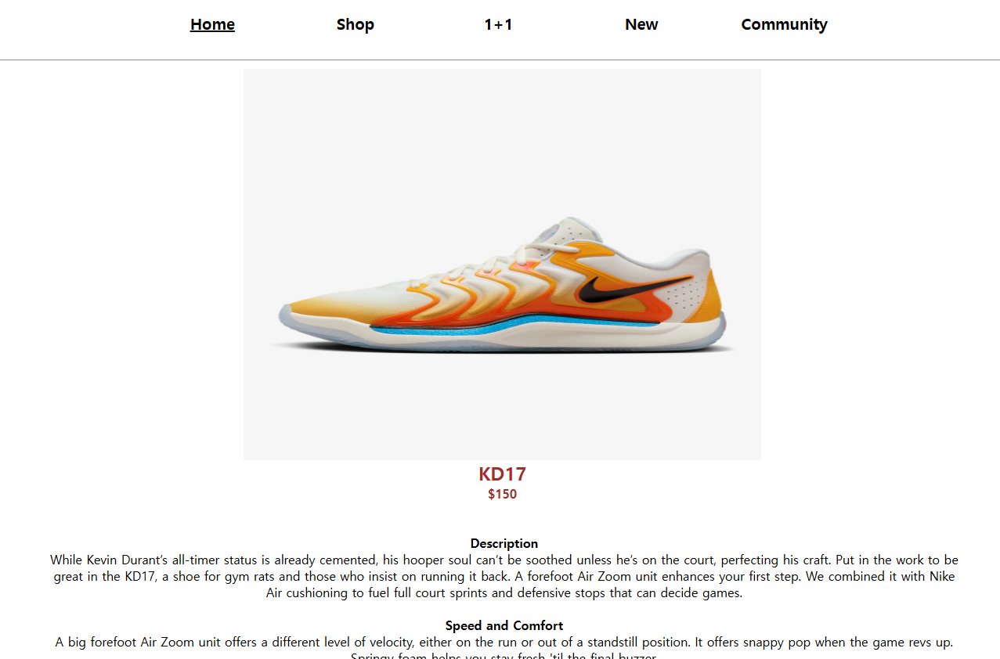 Home Shop 1+1 New Community
KD17
$150
Description
While Kevin Durant's all-timer status is already cemented, his hooper soul can't be soothed unless he's on the court, perfecting his craft. Put in the work to be
great in the KD17, a shoe for gym rats and those who insist on running it back. A forefoot Air Zoom unit enhances your first step. We combined it with Nike
Air cushioning to fuel full court sprints and defensive stops that can decide games.
Speed and Comfort
A big forefoot Air Zoom unit offers a different level of velocity, either on the run or out of a standstill position. It offers snappy pop when the game revs up.
Springy foam helps you stay fresh 'til the final buzzer.